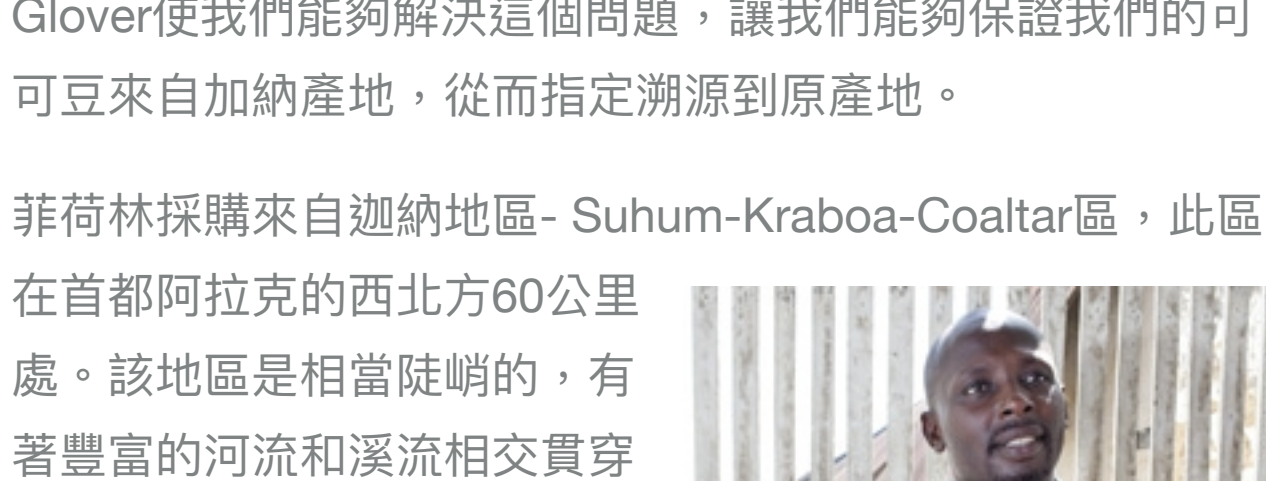 Glover使我們能夠解決這個問題，讓我們能夠保證我們的可
可豆來自加納產地，從而指定溯源到原產地。
菲荷林採購來自迦納地區- Suhum-Kraboa-Coaltar區，此區
在首都阿拉克的西北方60公里
處。該地區是相當陡峭的，有
著豐富的河流和溪流相交貫穿